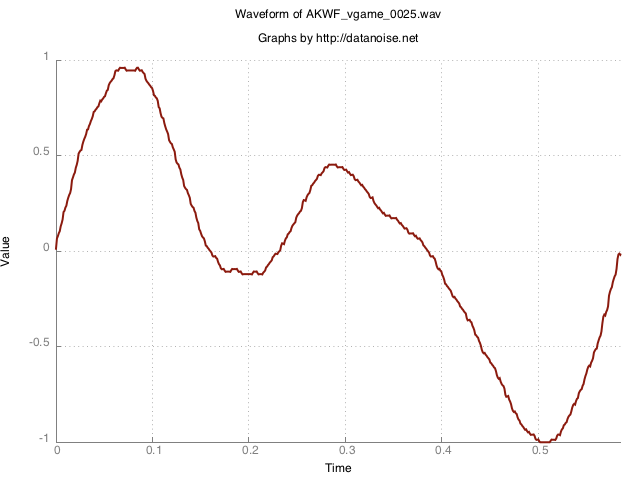 Waveform of AKWF_vgame_0025.wav
Graphs by http://datanoise.net
1
0.5
0
-0.5
-1
Value
0 0.1 0.2 0.3 0.4 0.5
Time